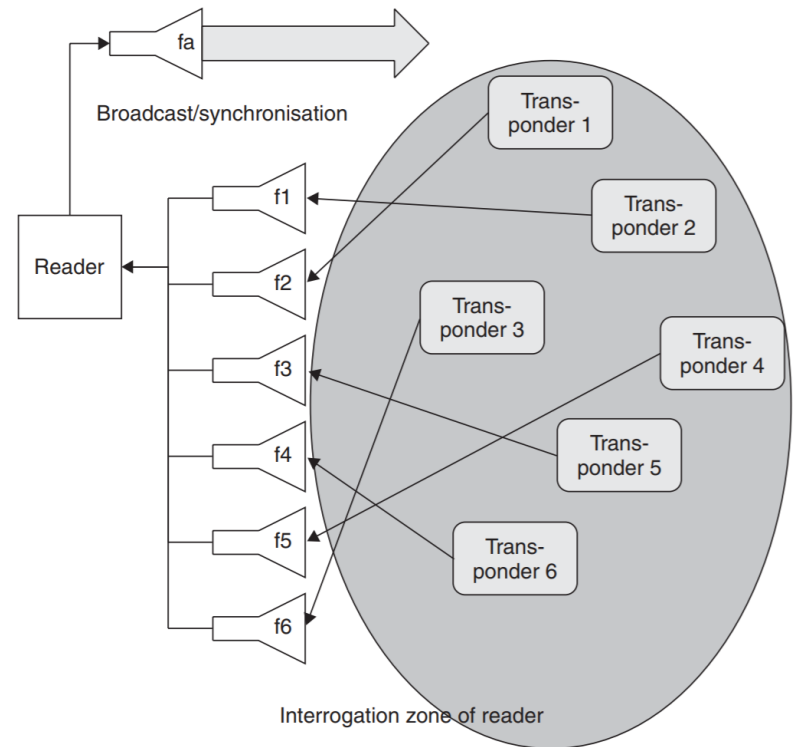 fa
Broadcast/synchronisation
Trans-
ponder 1
f1
Trans-
ponder 2
Reader
f2
Trans-
ponder 3
f3
Trans-
ponder 4
f4
Trans-
ponder 5
f5
Trans-
ponder 6
f6
Interrogation zone of reader